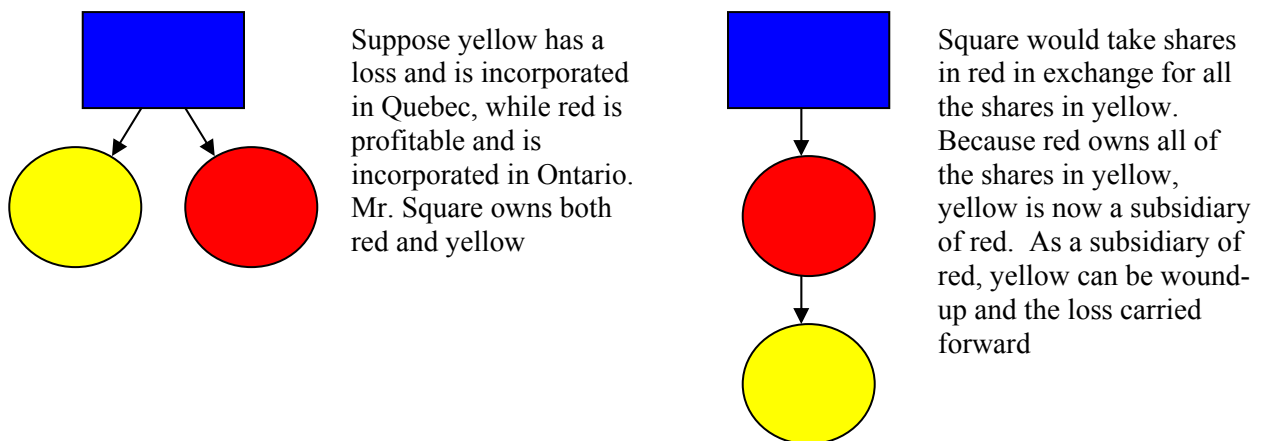 Suppose yellow has a
loss and is incorporated
in Quebec, while red is
profitable and is
incorporated in Ontario.
Mr. Square owns both
red and yellow
Square would take shares
in red in exchange for all
the shares in yellow.
Because red owns all of
the shares in yellow,
yellow is now a subsidiary
of red.  As a subsidiary of
red, yellow can be wound-
up and the loss carried
forward